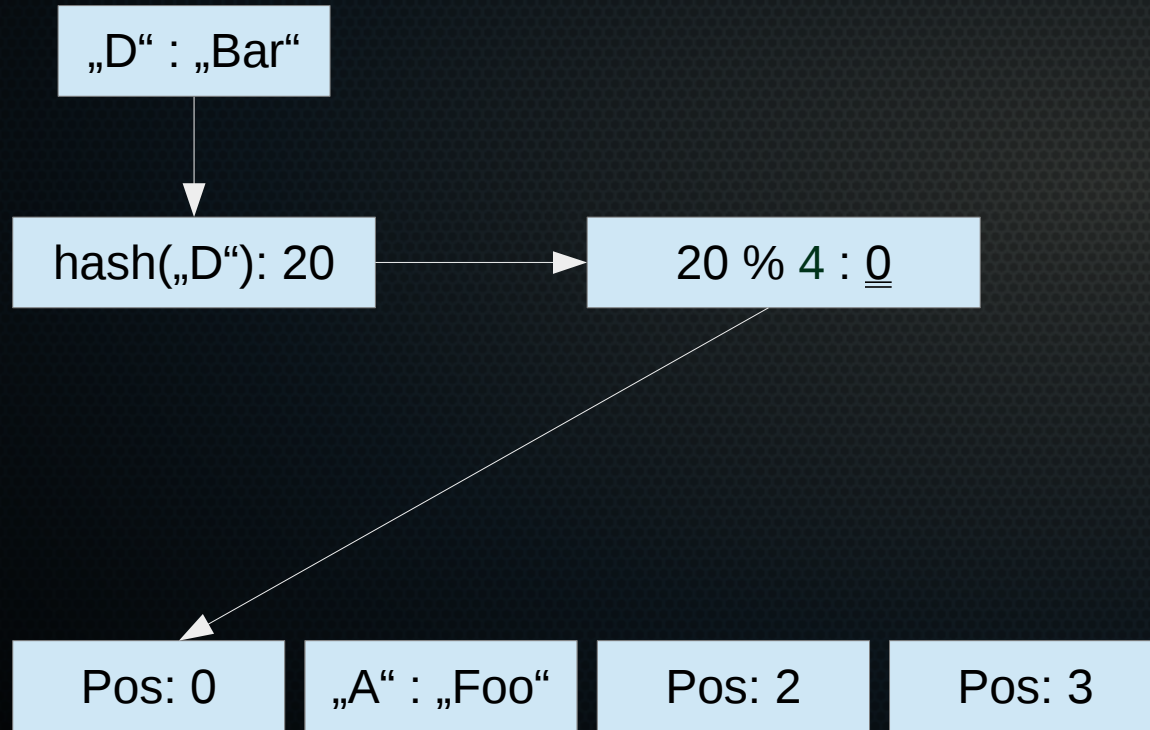 „D“ : „Bar“
hash(„D“): 20
20 % 4 : 0
Pos: 0
„A“ : „Foo“
Pos: 2
Pos: 3